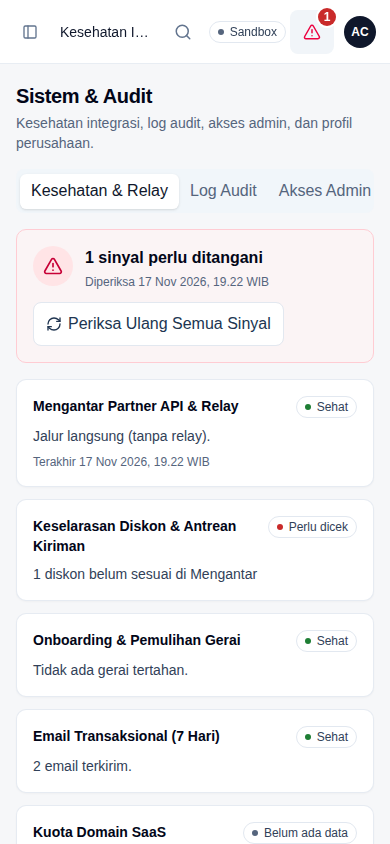 Kesehatan I…
Sandbox
1
AC
Sistem & Audit
Kesehatan integrasi, log audit, akses admin, dan profil
perusahaan.
Kesehatan & Relay
Log Audit
Akses Admin
1 sinyal perlu ditangani
Diperiksa 17 Nov 2026, 19.22 WIB
Periksa Ulang Semua Sinyal
Mengantar Partner API & Relay
Sehat
Jalur langsung (tanpa relay).
Terakhir 17 Nov 2026, 19.22 WIB
Keselarasan Diskon & Antrean
Kiriman
Perlu dicek
1 diskon belum sesuai di Mengantar
Onboarding & Pemulihan Gerai
Sehat
Tidak ada gerai tertahan.
Email Transaksional (7 Hari)
Sehat
2 email terkirim.
Kuota Domain SaaS
Belum ada data